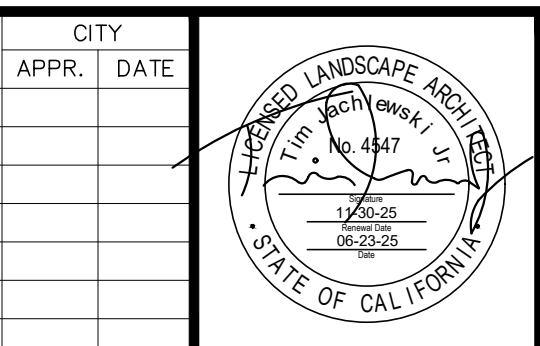 CITY
APPR. DATE
LICENSED LANDSCAPE ARCHITECT
Tim Jachlewski Jr
No. 4547
Signature
11-30-25
Renewal Date
06-23-25
Date
STATE OF CALIFORNIA